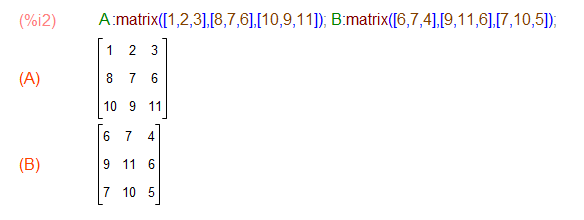 (%i2) A:matrix([1,2,3],[8,7,6],[10,9,11]); B:matrix([6,7,4],[9,11,6],[7,10,5]);
1 2 3
(A) 8 7 6
10 9 11
6 7 4
(B) 9 11 6
7 10 5